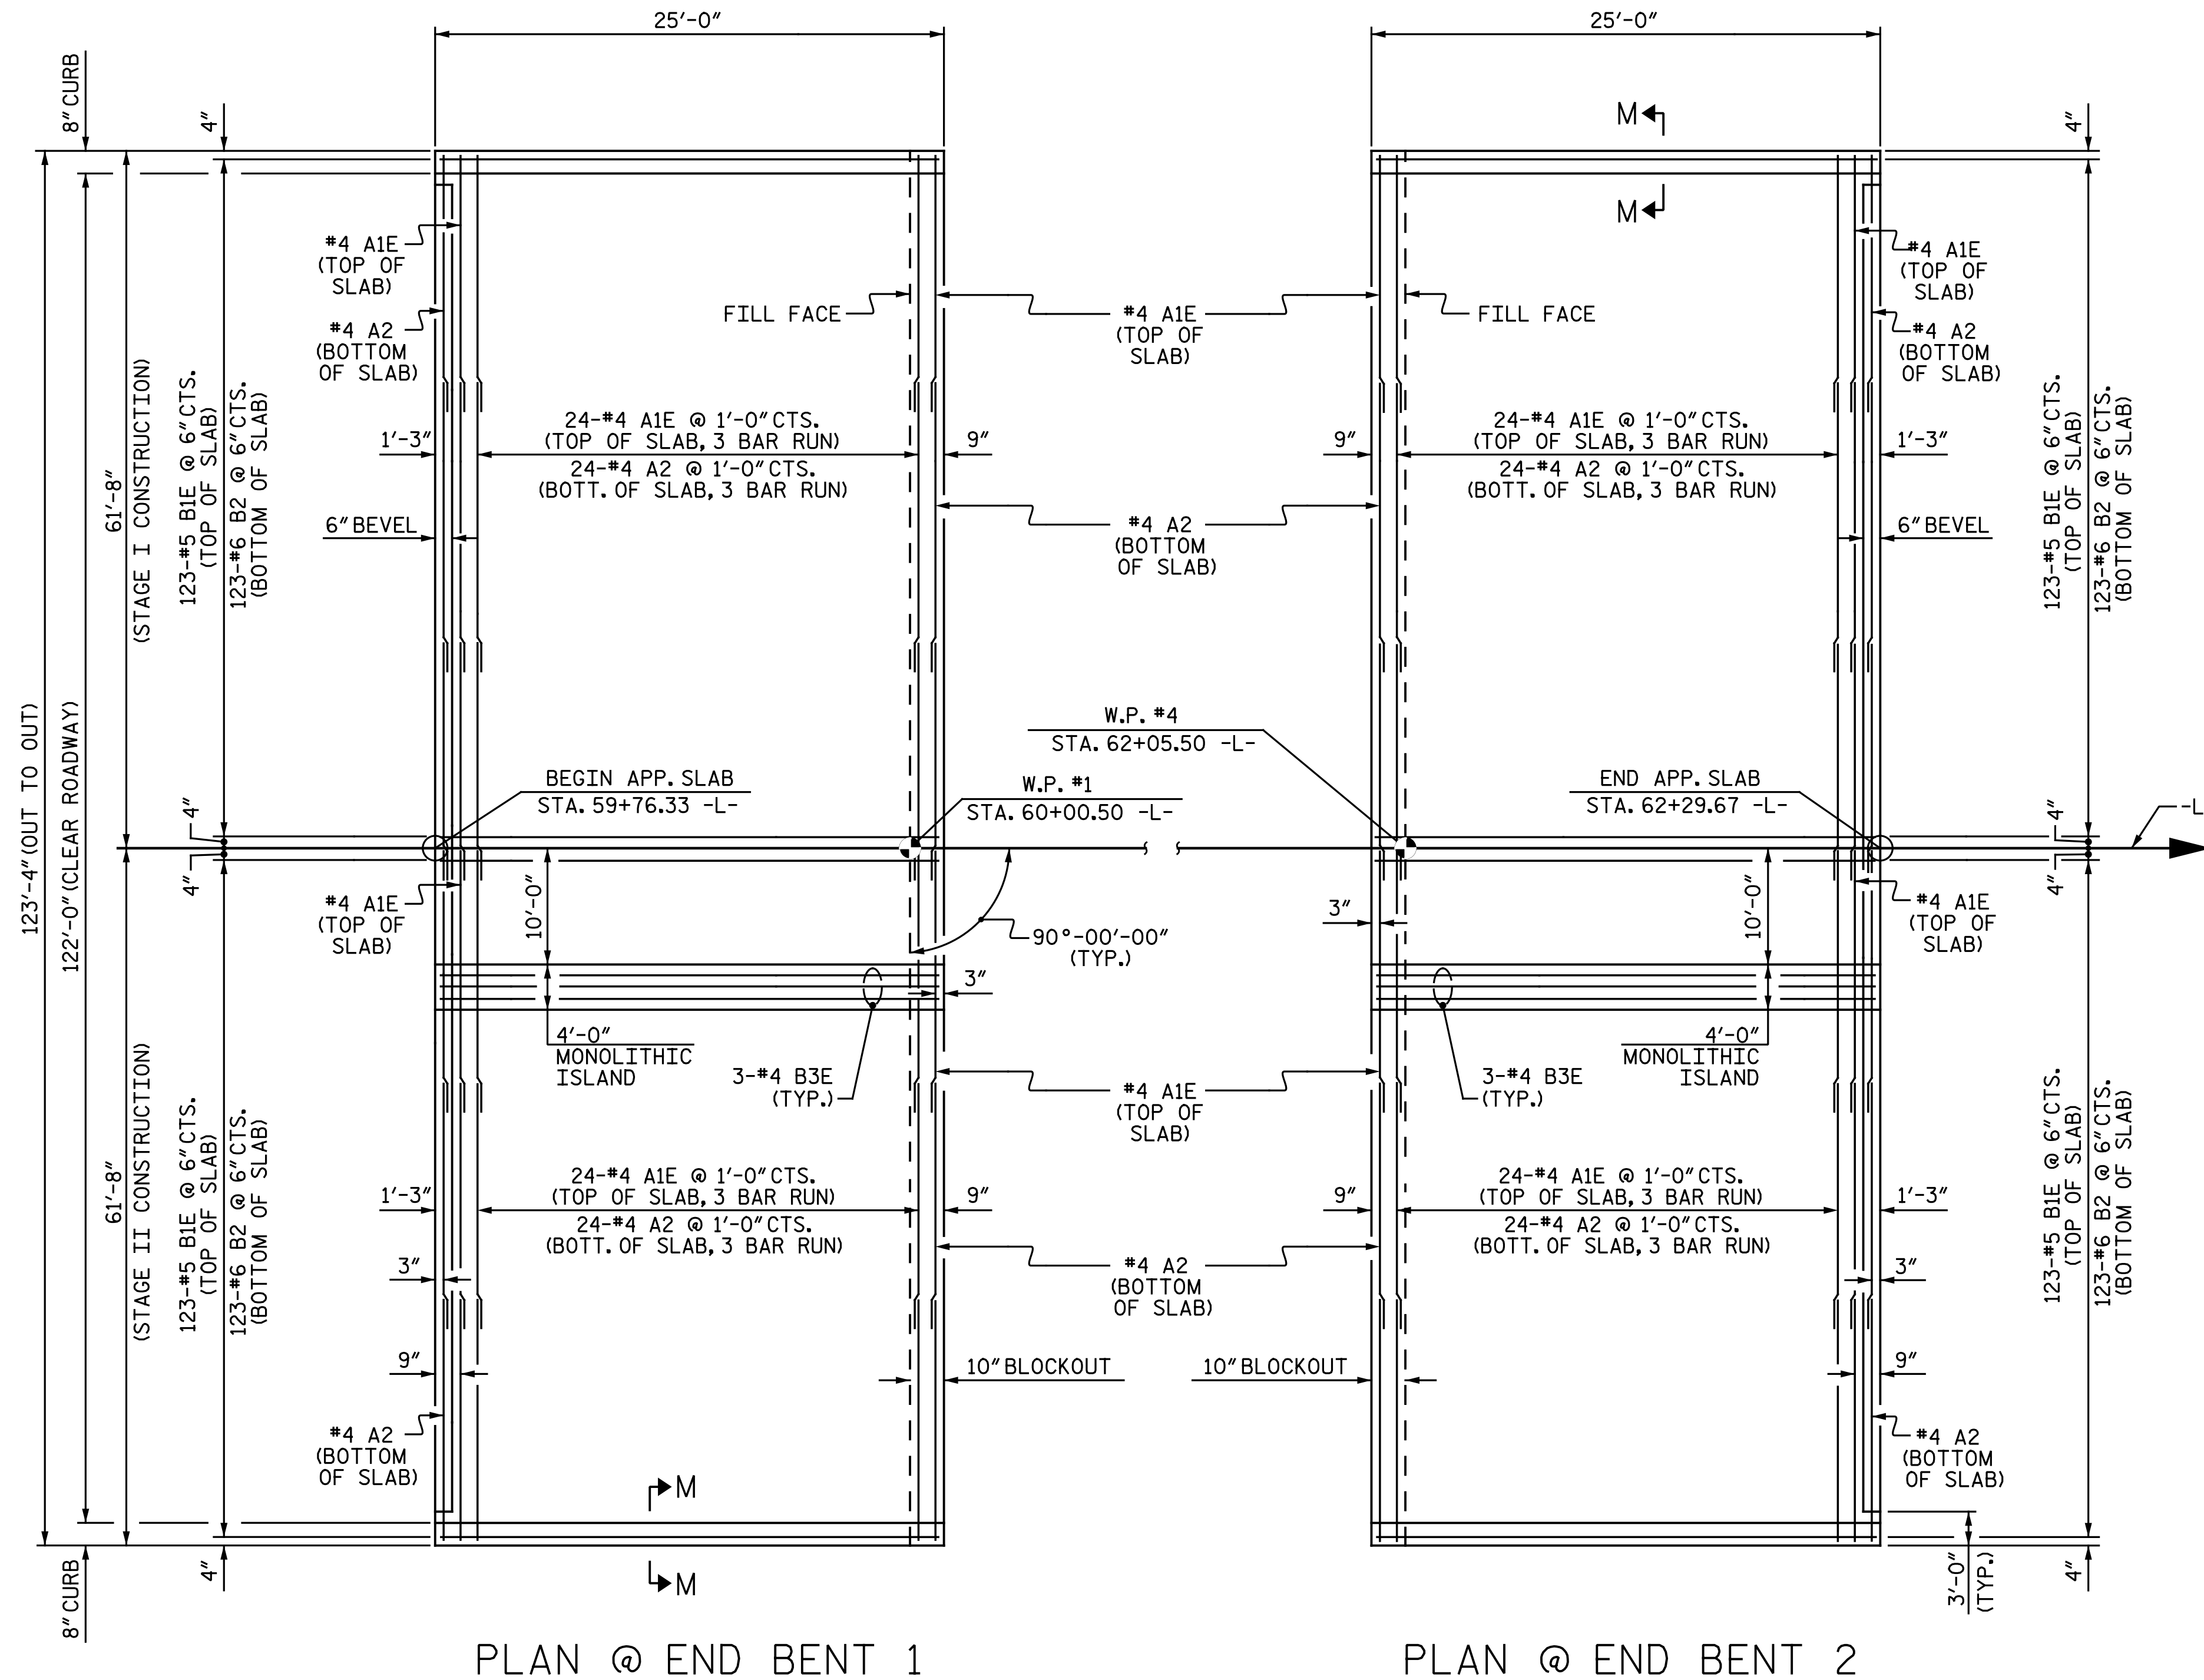 25'-0"
25'-0"
8" CURB
4"
M
M
4"
123'-4" (OUT TO OUT)
122'-0" (CLEAR ROADWAY)
61'-8"
(STAGE I CONSTRUCTION)
123-#5 B1E @ 6" CTS.
(TOP OF SLAB)
123-#6 B2 @ 6" CTS.
(BOTTOM OF SLAB)
#4 A1E
(TOP OF
SLAB)
#4 A2
(BOTTOM
OF SLAB)
FILL FACE
#4 A1E
(TOP OF
SLAB)
FILL FACE
#4 A1E
(TOP OF
SLAB)
#4 A2
(BOTTOM
OF SLAB)
1'-3"
24-#4 A1E @ 1'-0" CTS.
(TOP OF SLAB, 3 BAR RUN)
24-#4 A2 @ 1'-0" CTS.
(BOTT. OF SLAB, 3 BAR RUN)
9"
9"
24-#4 A1E @ 1'-0" CTS.
(TOP OF SLAB, 3 BAR RUN)
24-#4 A2 @ 1'-0" CTS.
(BOTT. OF SLAB, 3 BAR RUN)
1'-3"
123-#5 B1E @ 6" CTS.
(TOP OF SLAB)
123-#6 B2 @ 6" CTS.
(BOTTOM OF SLAB)
6" BEVEL
#4 A2
(BOTTOM
OF SLAB)
6" BEVEL
W.P. #4
STA. 62+05.50 -L-
BEGIN APP. SLAB
STA. 59+76.33 -L-
W.P. #1
STA. 60+00.50 -L-
END APP. SLAB
STA. 62+29.67 -L-
4"
4"
4"
4"
-L
#4 A1E
(TOP OF
SLAB)
10'-0"
90°-00'-00"
(TYP.)
3"
3"
10'-0"
#4 A1E
(TOP OF
SLAB)
4'-0"
MONOLITHIC
ISLAND
3-#4 B3E
(TYP.)
#4 A1E
(TOP OF
SLAB)
3-#4 B3E
(TYP.)
4'-0"
MONOLITHIC
ISLAND
61'-8"
(STAGE II CONSTRUCTION)
123-#5 B1E @ 6" CTS.
(TOP OF SLAB)
123-#6 B2 @ 6" CTS.
(BOTTOM OF SLAB)
1'-3"
24-#4 A1E @ 1'-0" CTS.
(TOP OF SLAB, 3 BAR RUN)
24-#4 A2 @ 1'-0" CTS.
(BOTT. OF SLAB, 3 BAR RUN)
9"
9"
24-#4 A1E @ 1'-0" CTS.
(TOP OF SLAB, 3 BAR RUN)
24-#4 A2 @ 1'-0" CTS.
(BOTT. OF SLAB, 3 BAR RUN)
1'-3"
123-#5 B1E @ 6" CTS.
(TOP OF SLAB)
123-#6 B2 @ 6" CTS.
(BOTTOM OF SLAB)
3"
#4 A2
(BOTTOM
OF SLAB)
3"
9"
10" BLOCKOUT
10" BLOCKOUT
9"
#4 A2
(BOTTOM
OF SLAB)
#4 A2
(BOTTOM
OF SLAB)
M
M
8" CURB
4"
3'-0"
(TYP.)
4"
PLAN @ END BENT 1
PLAN @ END BENT 2